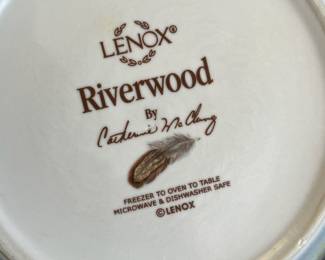 LENOX®
Riverwood
By
Catherine McClung
FREEZER TO OVEN TO TABLE
MICROWAVE & DISHWASHER SAFE
©LENOX